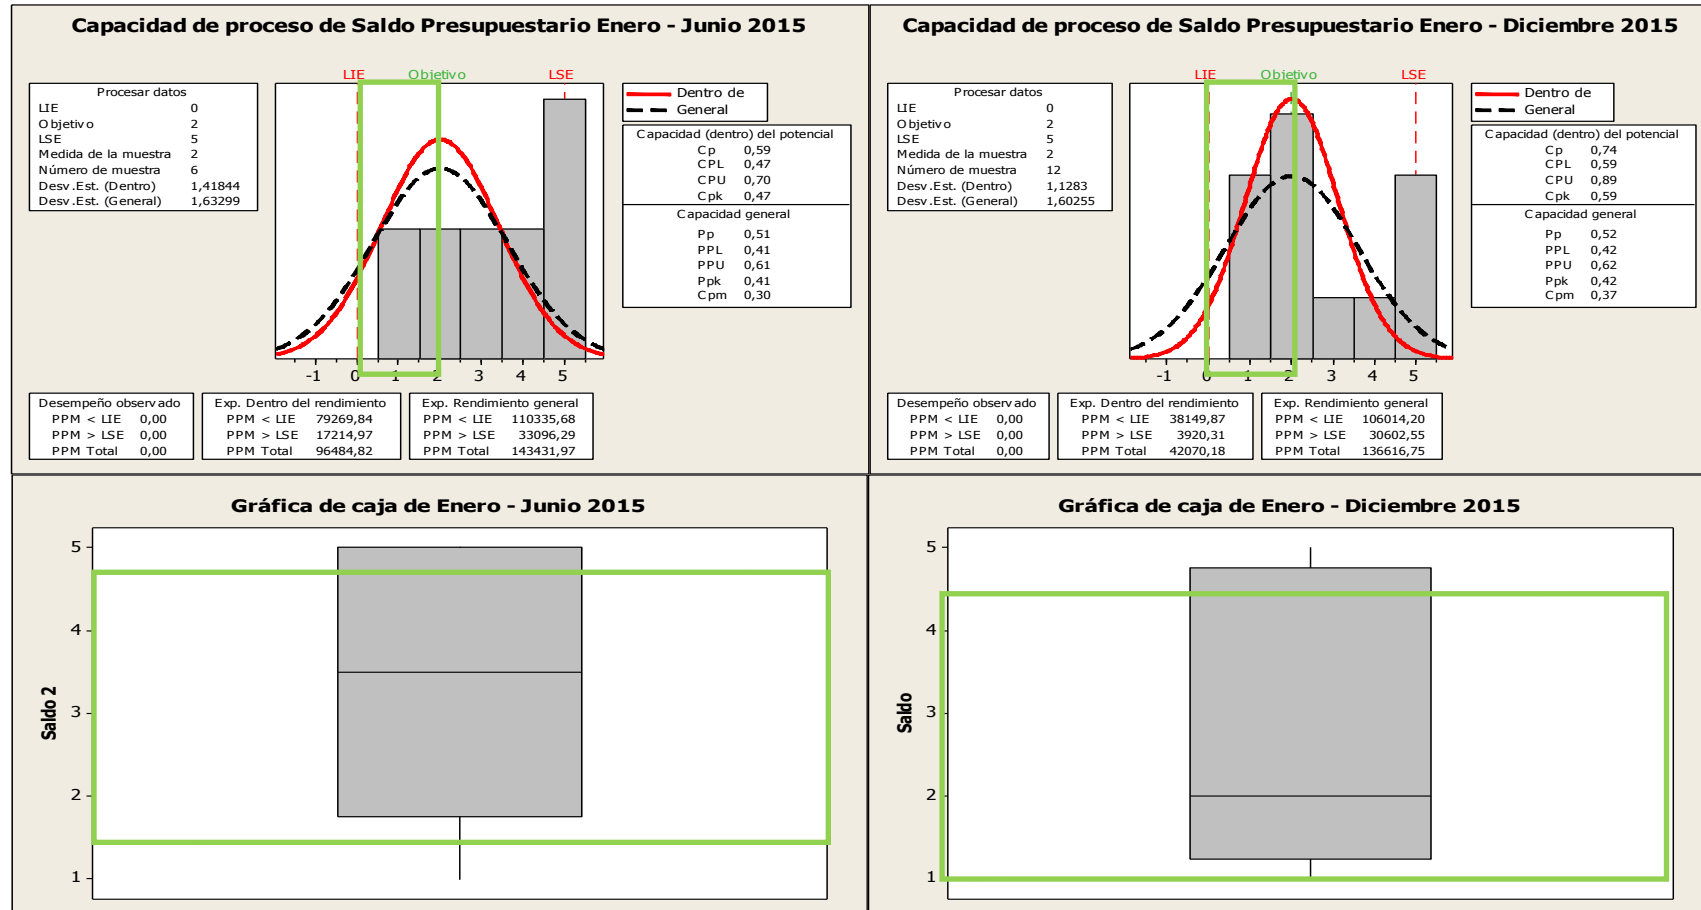 Capacidad de proceso de Saldo Presupuestario Enero - Junio 2015
LIE Objetivo LSE
Procesar datos
LIE 0
Objetivo 2
LSE 5
Medida de la muestra 2
Número de muestra 6
Desv.Est. (Dentro) 1,41844
Desv.Est. (General) 1,63299
Dentro de
General
Capacidad (dentro) del potencial
Cp 0,59
CPL 0,47
CPU 0,70
Cpk 0,47
Capacidad general
Pp 0,51
PPL 0,41
PPU 0,61
Ppk 0,41
Cpm 0,30
-1 0 1 2 3 4 5
Desempeño observado
PPM < LIE 0,00
PPM > LSE 0,00
PPM Total 0,00
Exp. Dentro del rendimiento
PPM < LIE 79269,84
PPM > LSE 17214,97
PPM Total 96484,82
Exp. Rendimiento general
PPM < LIE 110335,68
PPM > LSE 33096,29
PPM Total 143431,97
Capacidad de proceso de Saldo Presupuestario Enero - Diciembre 2015
LIE Objetivo LSE
Procesar datos
LIE 0
Objetivo 2
LSE 5
Medida de la muestra 2
Número de muestra 12
Desv.Est. (Dentro) 1,1283
Desv.Est. (General) 1,60255
Dentro de
General
Capacidad (dentro) del potencial
Cp 0,74
CPL 0,59
CPU 0,89
Cpk 0,59
Capacidad general
Pp 0,52
PPL 0,42
PPU 0,62
Ppk 0,42
Cpm 0,37
-1 0 1 2 3 4 5
Desempeño observado
PPM < LIE 0,00
PPM > LSE 0,00
PPM Total 0,00
Exp. Dentro del rendimiento
PPM < LIE 38149,87
PPM > LSE 3920,31
PPM Total 42070,18
Exp. Rendimiento general
PPM < LIE 106014,20
PPM > LSE 30602,55
PPM Total 136616,75
Gráfica de caja de Enero - Junio 2015
5
4
3
2
1
Saldo 2
Gráfica de caja de Enero - Diciembre 2015
5
4
3
2
1
Saldo